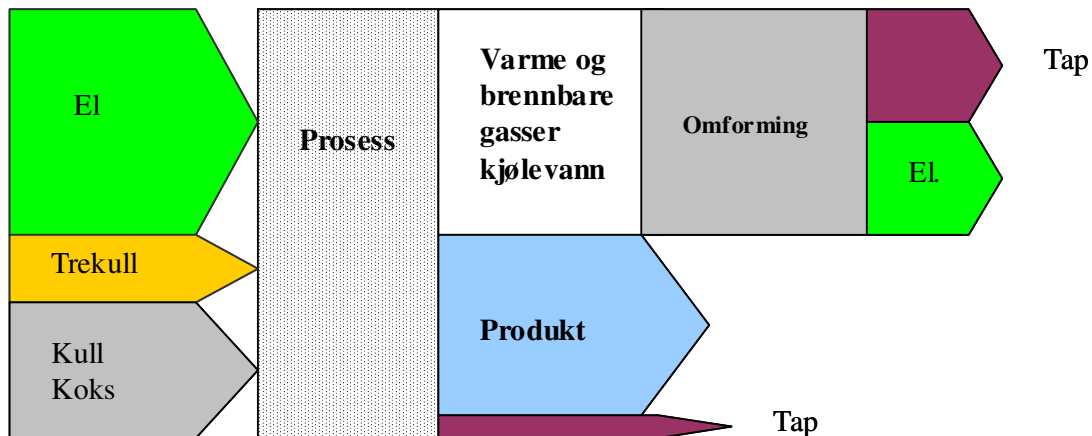 El
Trekull
Kull
Koks
Prosess
Varme og
brennbare
gasser
kjølevann
Produkt
Omforming
Tap
El.
Tap